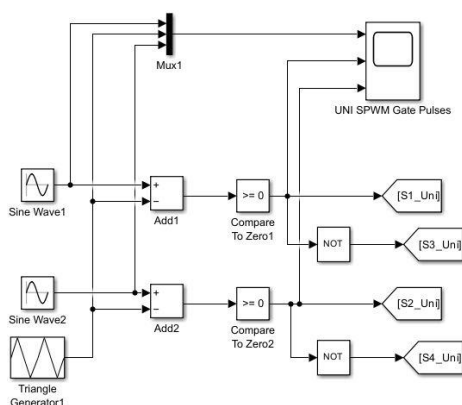 Mux1
UNI SPWM Gate Pulses
Sine Wave1
+
−
Add1
>= 0
Compare
To Zero1
[S1_Uni]
NOT
[S3_Uni]
Sine Wave2
+
−
Add2
>= 0
Compare
To Zero2
[S2_Uni]
NOT
[S4_Uni]
Triangle
Generator1